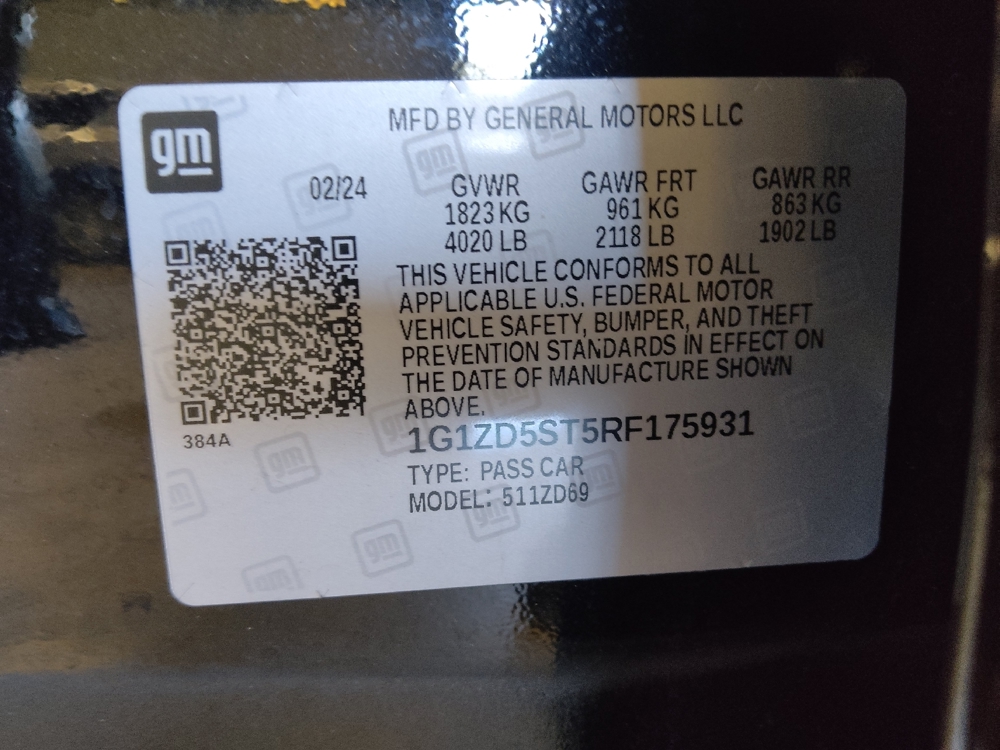 gm
MFD BY GENERAL MOTORS LLC
02/24 GVWR GAWR FRT GAWR RR
1823 KG 961 KG 863 KG
4020 LB 2118 LB 1902 LB
THIS VEHICLE CONFORMS TO ALL
APPLICABLE U.S. FEDERAL MOTOR
VEHICLE SAFETY, BUMPER, AND THEFT
PREVENTION STANDARDS IN EFFECT ON
THE DATE OF MANUFACTURE SHOWN
ABOVE.
384A
1G1ZD5ST5RF175931
TYPE: PASS CAR
MODEL: 511ZD69